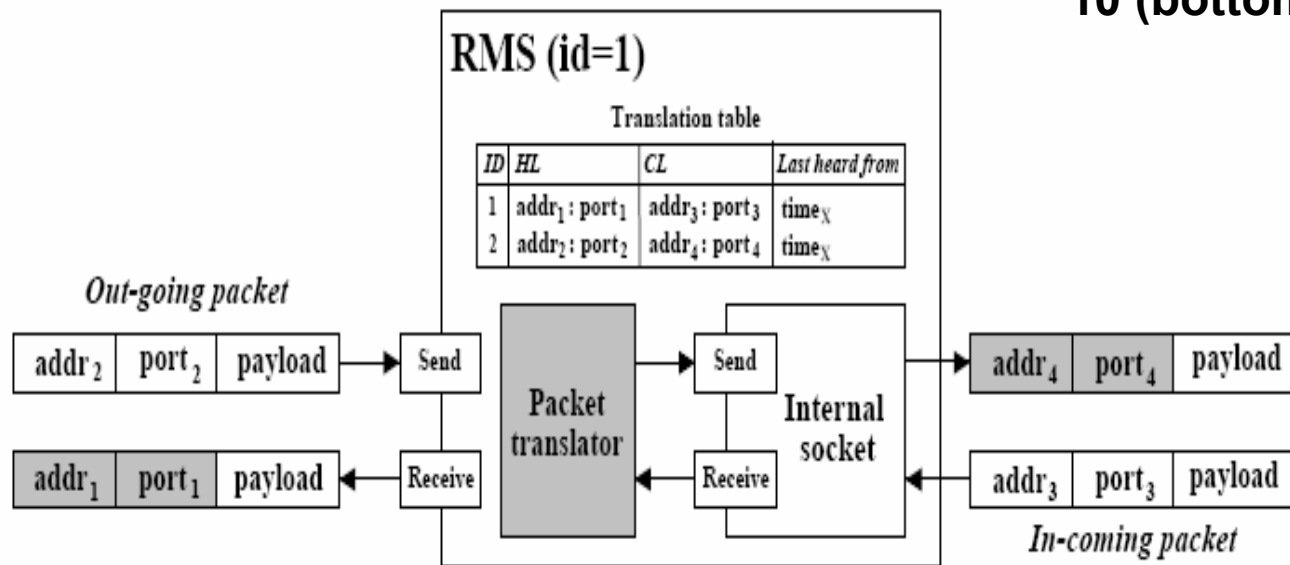 10 (bottom
RMS (id=1)
Translation table
ID HL CL Last heard from
1 addr₁ : port₁ addr₃ : port₃ timeₓ
2 addr₂ : port₂ addr₄ : port₄ timeₓ
Out-going packet
addr₂ port₂ payload
Send
Send
addr₄ port₄ payload
Packet
translator
Internal
socket
addr₁ port₁ payload
Receive
Receive
addr₃ port₃ payload
In-coming packet